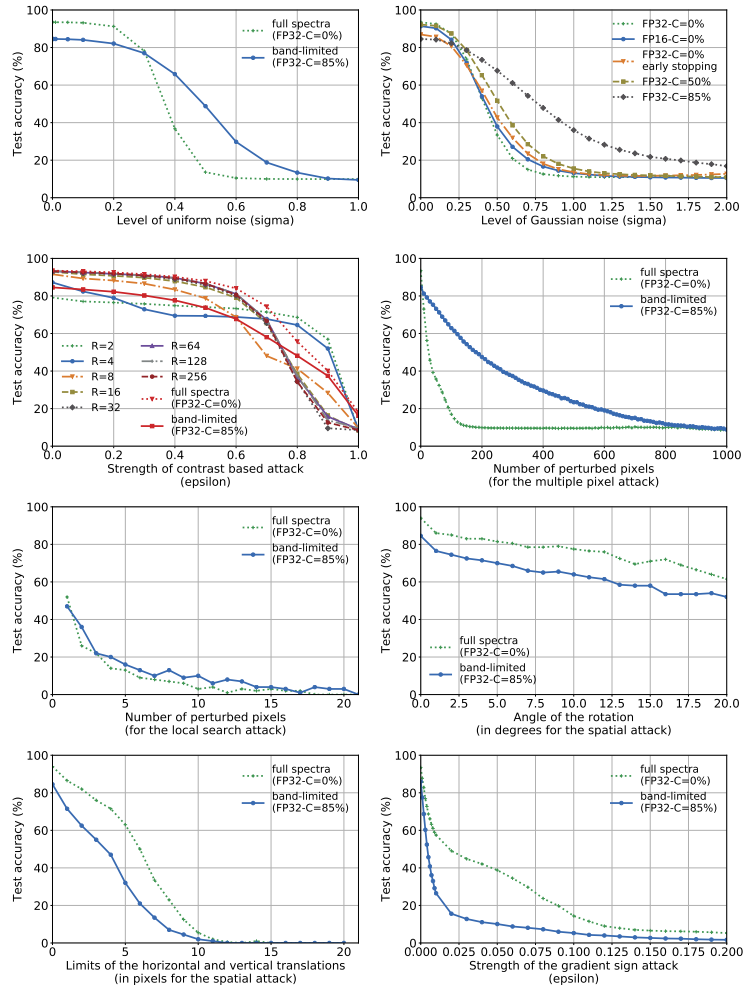 100
80
60
40
20
0
Test accuracy (%)
full spectra
(FP32-C=0%)
band-limited
(FP32-C=85%)
0.0 0.2 0.4 0.6 0.8 1.0
Level of uniform noise (sigma)
100
80
60
40
20
0
Test accuracy (%)
FP32-C=0%
FP16-C=0%
FP32-C=0%
early stopping
FP32-C=50%
FP32-C=85%
0.00 0.25 0.50 0.75 1.00 1.25 1.50 1.75 2.00
Level of Gaussian noise (sigma)
100
80
60
40
20
0
Test accuracy (%)
R=2
R=4
R=8
R=16
R=32
R=64
R=128
R=256
full spectra
(FP32-C=0%)
band-limited
(FP32-C=85%)
0.0 0.2 0.4 0.6 0.8 1.0
Strength of contrast based attack
(epsilon)
100
80
60
40
20
0
Test accuracy (%)
full spectra
(FP32-C=0%)
band-limited
(FP32-C=85%)
0 200 400 600 800 1000
Number of perturbed pixels
(for the multiple pixel attack)
100
80
60
40
20
0
Test accuracy (%)
full spectra
(FP32-C=0%)
band-limited
(FP32-C=85%)
0 5 10 15 20
Number of perturbed pixels
(for the local search attack)
100
80
60
40
20
0
Test accuracy (%)
full spectra
(FP32-C=0%)
band-limited
(FP32-C=85%)
0.0 2.5 5.0 7.5 10.0 12.5 15.0 17.5 20.0
Angle of the rotation
(in degrees for the spatial attack)
100
80
60
40
20
0
Test accuracy (%)
full spectra
(FP32-C=0%)
band-limited
(FP32-C=85%)
0 5 10 15 20
Limits of the horizontal and vertical translations
(in pixels for the spatial attack)
100
80
60
40
20
0
Test accuracy (%)
full spectra
(FP32-C=0%)
band-limited
(FP32-C=85%)
0.000 0.025 0.050 0.075 0.100 0.125 0.150 0.175 0.200
Strength of the gradient sign attack
(epsilon)